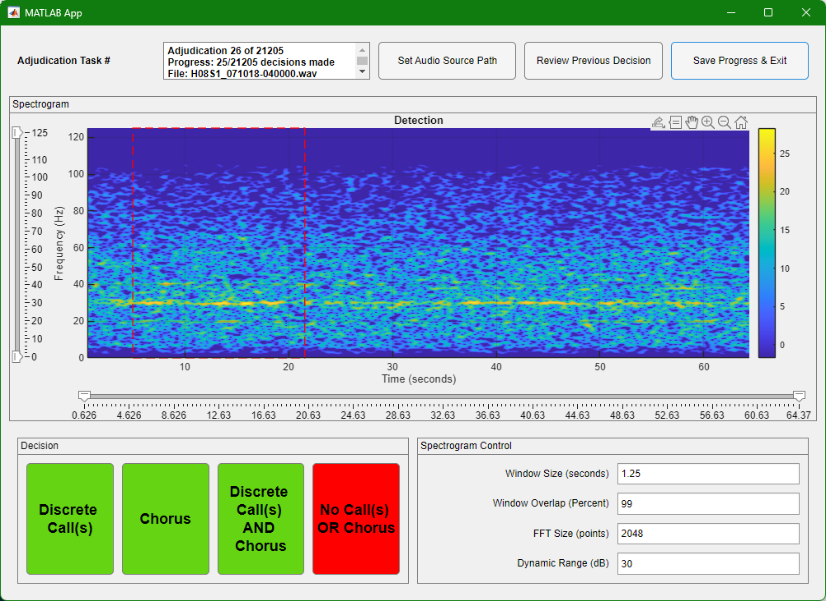 MATLAB App
Adjudication Task #
Adjudication 26 of 21205
Progress: 25/21205 decisions made
File: H08S1_071018-040000.wav
Set Audio Source Path
Review Previous Decision
Save Progress & Exit
Spectrogram
Detection
125
110
100
90
80
70
60
50
40
30
20
10
0
Frequency (Hz)
120
100
80
60
40
20
0
10
20
30
40
50
60
Time (seconds)
25
20
15
10
5
0
0.626 4.626 8.626 12.63 16.63 20.63 24.63 28.63 32.63 36.63 40.63 44.63 48.63 52.63 56.63 60.63 64.37
Decision
Discrete
Call(s)
Chorus
Discrete
Call(s)
AND
Chorus
No Call(s)
OR Chorus
Spectrogram Control
Window Size (seconds) 1.25
Window Overlap (Percent) 99
FFT Size (points) 2048
Dynamic Range (dB) 30